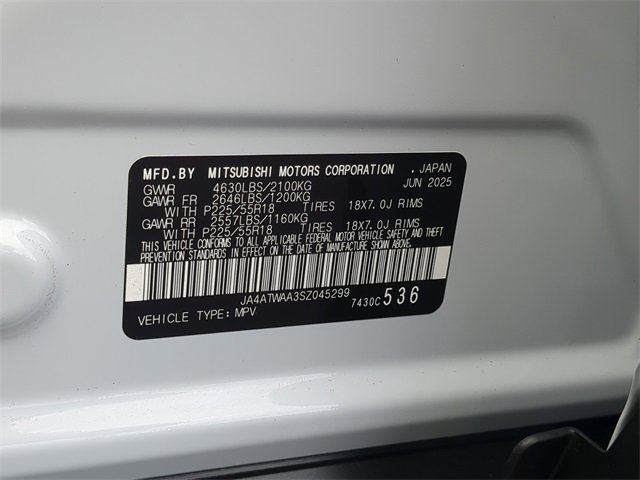 MFD.BY MITSUBISHI MOTORS CORPORATION , JAPAN
GVWR 4630LBS/2100KG JUN 2025
GAWR FR 2646LBS/1200KG
WITH P225/55R18 TIRES 18X7.0J RIMS
GAWR RR 2557LBS/1160KG
WITH P225/55R18 TIRES 18X7.0J RIMS
THIS VEHICLE CONFORMS TO ALL APPLICABLE FEDERAL MOTOR VEHICLE SAFETY AND THEFT
PREVENTION STANDARDS IN EFFECT ON THE DATE OF MANUFACTURE SHOWN ABOVE.
JA4ATWAA3SZ045299 7430C 536
VEHICLE TYPE: MPV